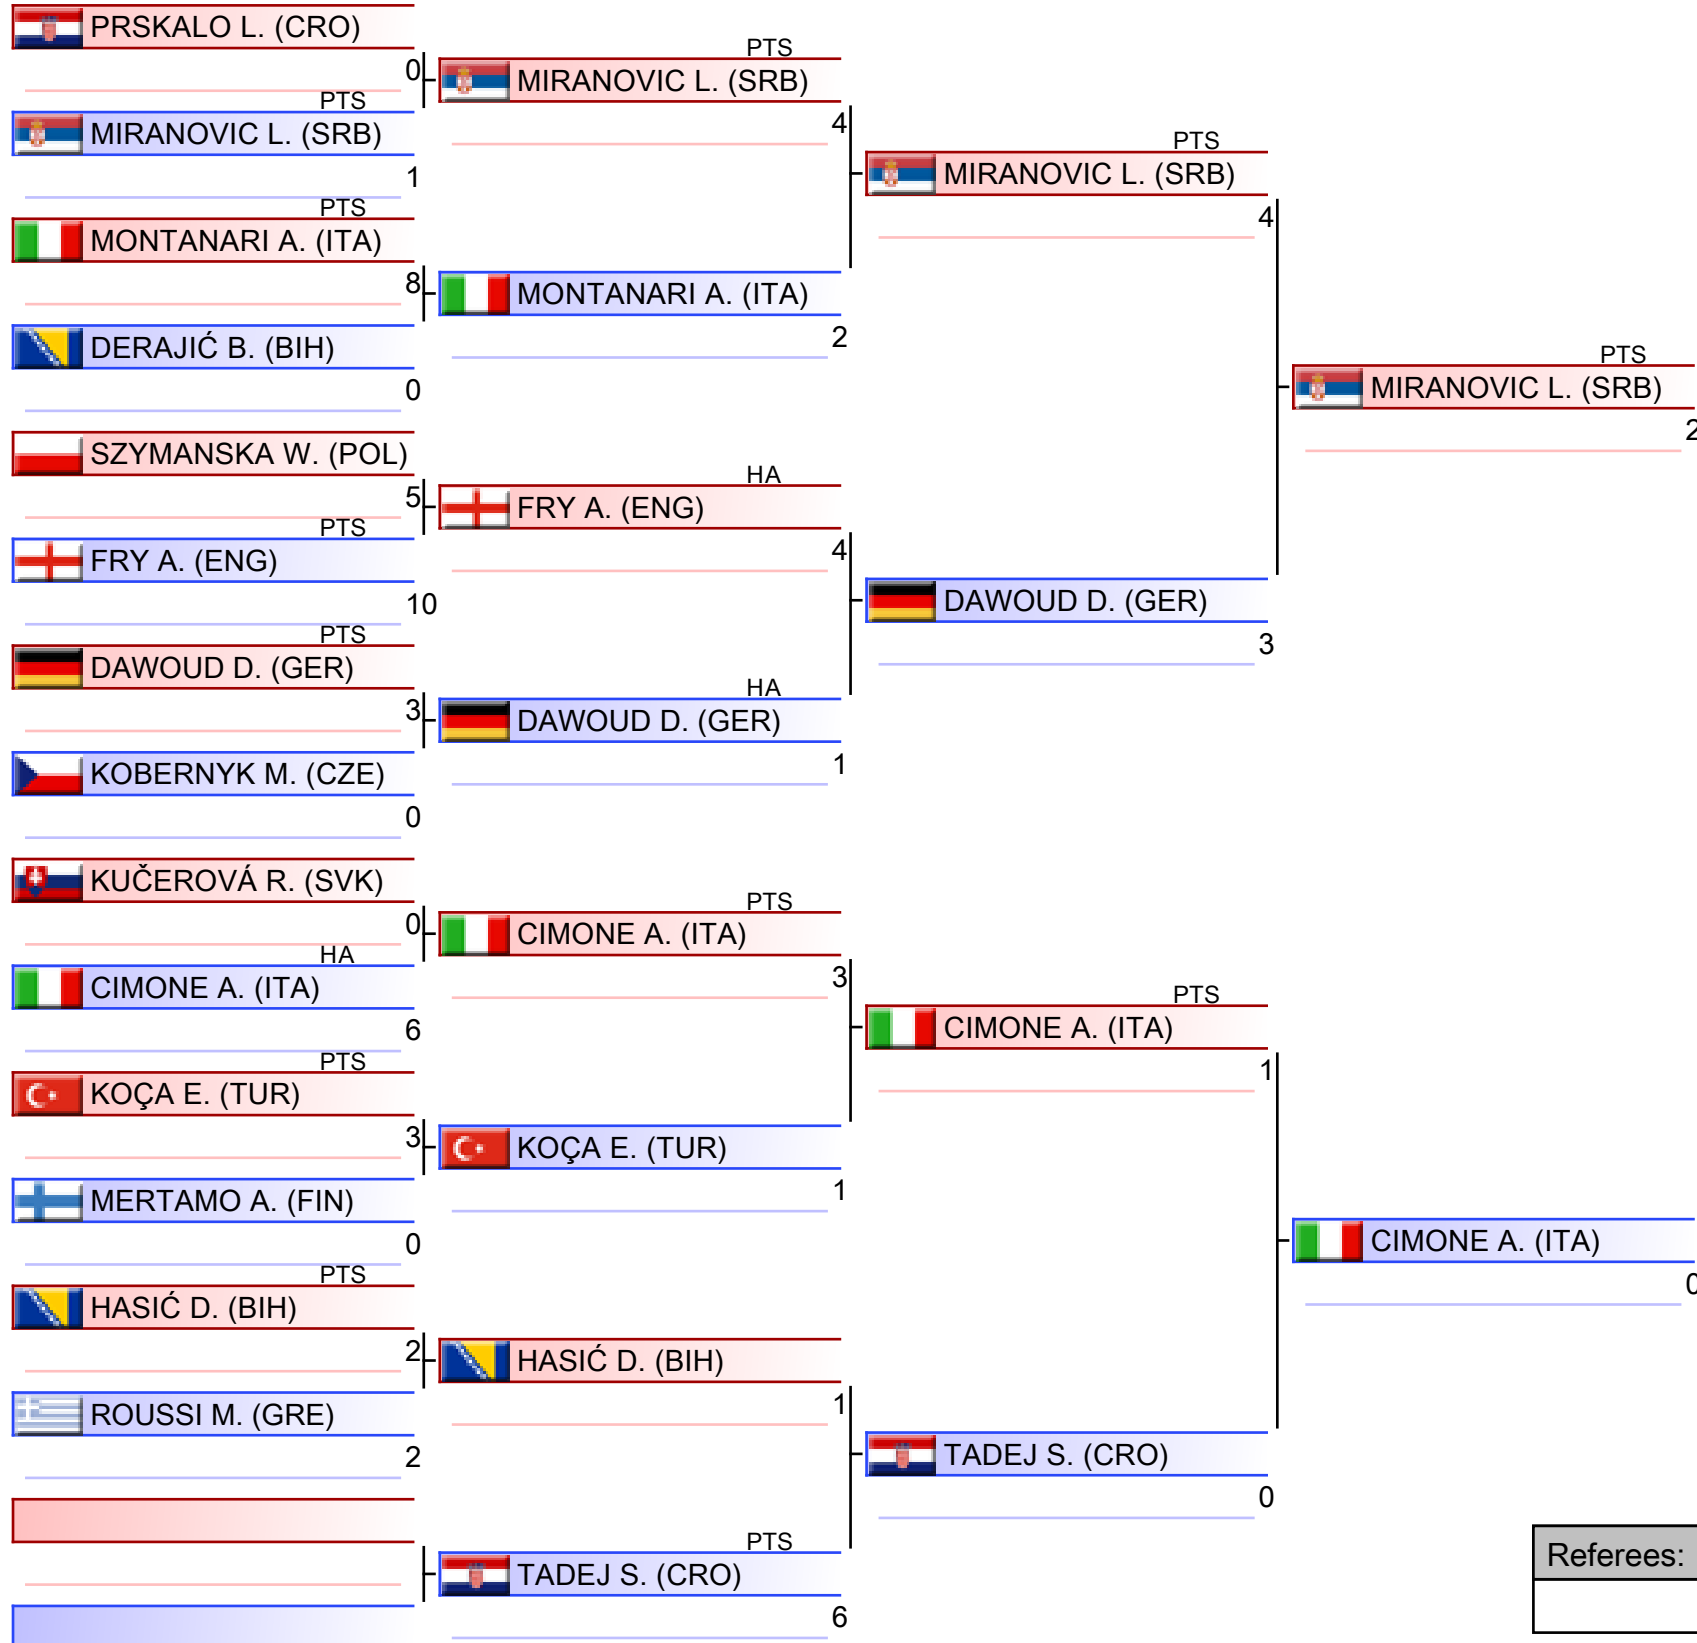 PRSKALO L. (CRO)
0
PTS
MIRANOVIC L. (SRB)
1
PTS
MONTANARI A. (ITA)
8
DERAJIĆ B. (BIH)
0
SZYMANSKA W. (POL)
5
PTS
FRY A. (ENG)
10
PTS
DAWOUD D. (GER)
3
KOBERNYK M. (CZE)
0
KUČEROVÁ R. (SVK)
0
HA
CIMONE A. (ITA)
6
PTS
KOÇA E. (TUR)
3
MERTAMO A. (FIN)
0
PTS
HASIĆ D. (BIH)
2
ROUSSI M. (GRE)
2
PTS
MIRANOVIC L. (SRB)
4
MONTANARI A. (ITA)
2
HA
FRY A. (ENG)
4
HA
DAWOUD D. (GER)
1
PTS
CIMONE A. (ITA)
3
KOÇA E. (TUR)
1
HASIĆ D. (BIH)
1
PTS
TADEJ S. (CRO)
6
PTS
MIRANOVIC L. (SRB)
4
DAWOUD D. (GER)
3
PTS
CIMONE A. (ITA)
1
TADEJ S. (CRO)
0
PTS
MIRANOVIC L. (SRB)
2
CIMONE A. (ITA)
0
Referees: